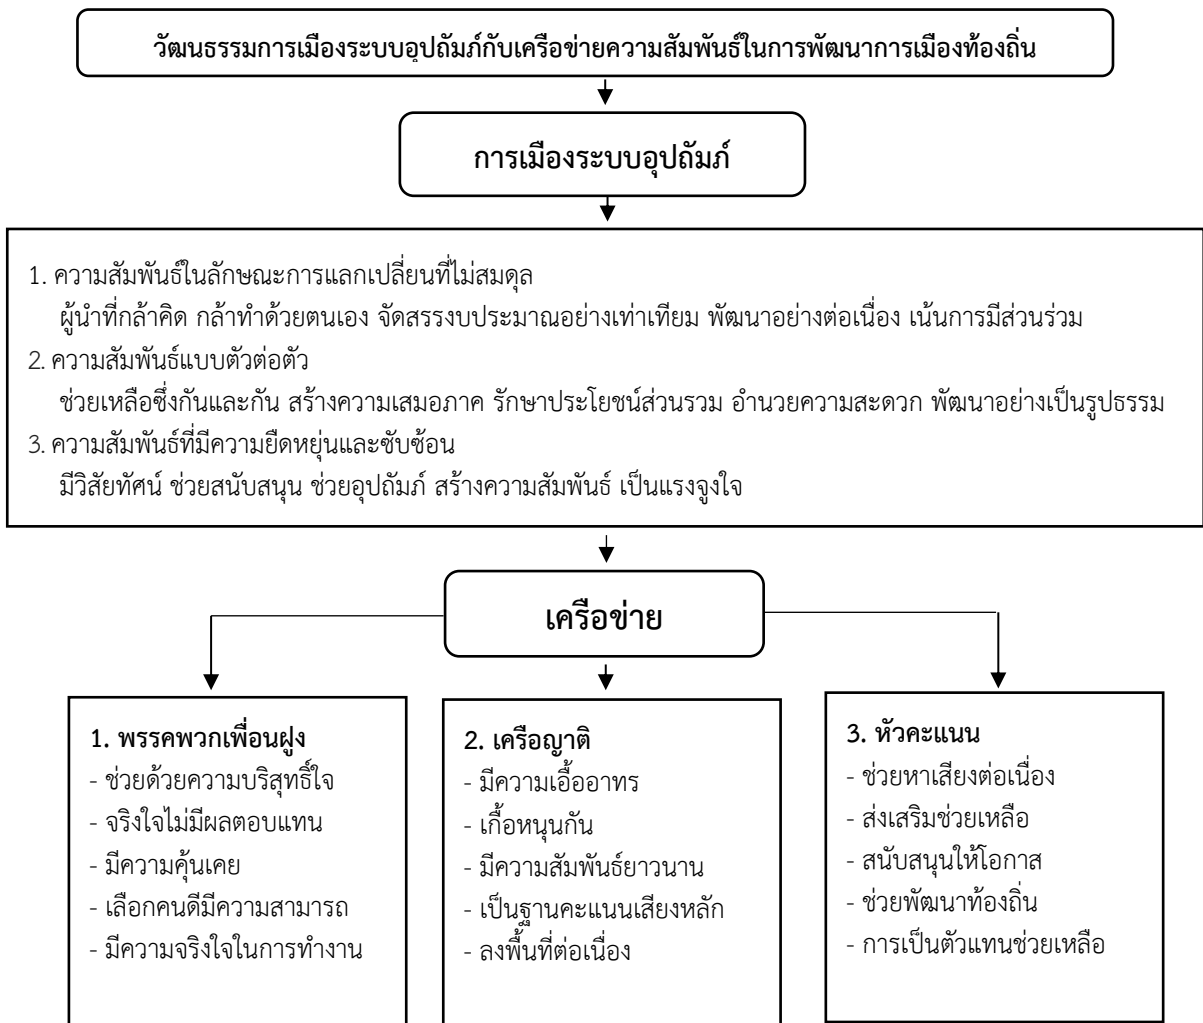 วัฒนธรรมการเมืองระบบอุปถัมภ์กับเครือข่ายความสัมพันธ์ในการพัฒนาการเมืองท้องถิ่น
การเมืองระบบอุปถัมภ์
1. ความสัมพันธ์ในลักษณะการแลกเปลี่ยนที่ไม่สมดุล
ผู้นำที่กล้าคิด กล้าทำด้วยตนเอง จัดสรรงบประมาณอย่างเท่าเทียม พัฒนาอย่างต่อเนื่อง เน้นการมีส่วนร่วม
2. ความสัมพันธ์แบบตัวต่อตัว
ช่วยเหลือซึ่งกันและกัน สร้างความเสมอภาค รักษาประโยชน์ส่วนรวม อำนวยความสะดวก พัฒนาอย่างเป็นรูปธรรม
3. ความสัมพันธ์ที่มีความยืดหยุ่นและซับซ้อน
มีวิสัยทัศน์ ช่วยสนับสนุน ช่วยอุปถัมภ์ สร้างความสัมพันธ์ เป็นแรงจูงใจ
เครือข่าย
1. พรรคพวกเพื่อนฝูง
- ช่วยด้วยความบริสุทธิ์ใจ
- จริงใจไม่มีผลตอบแทน
- มีความคุ้นเคย
- เลือกคนดีมีความสามารถ
- มีความจริงใจในการทำงาน
2. เครือญาติ
- มีความเอื้ออาทร
- เกื้อหนุนกัน
- มีความสัมพันธ์ยาวนาน
- เป็นฐานคะแนนเสียงหลัก
- ลงพื้นที่ต่อเนื่อง
3. หัวคะแนน
- ช่วยหาเสียงต่อเนื่อง
- ส่งเสริมช่วยเหลือ
- สนับสนุนให้โอกาส
- ช่วยพัฒนาท้องถิ่น
- การเป็นตัวแทนช่วยเหลือ